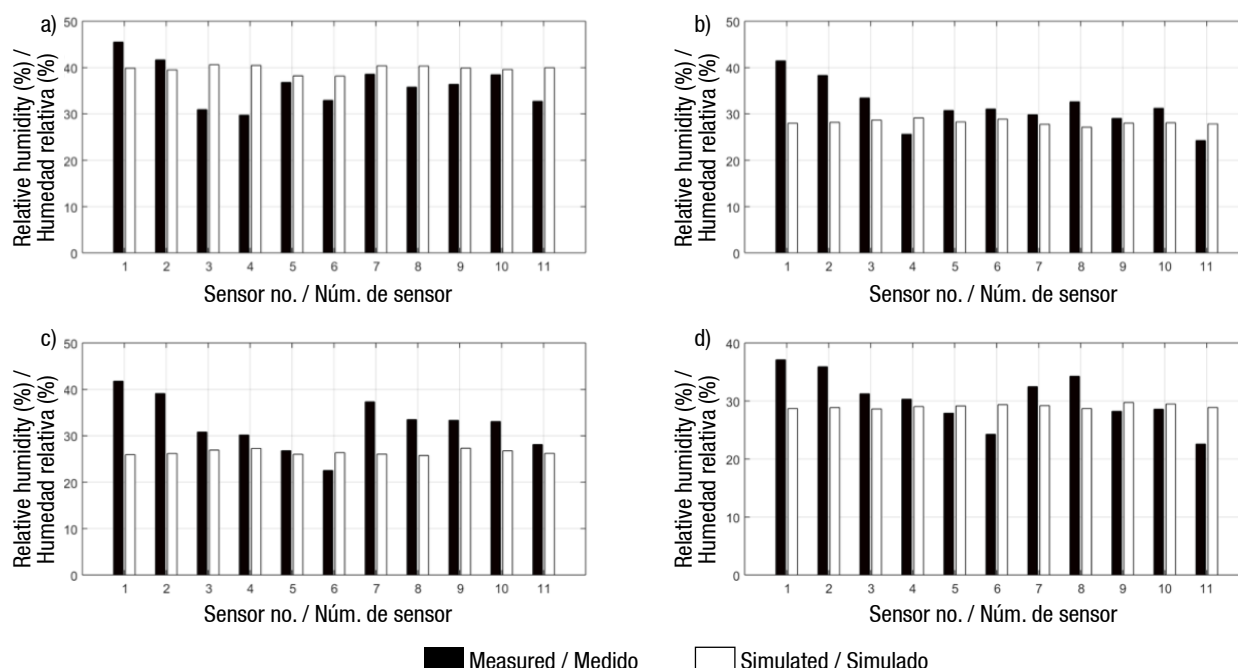 a)
Relative humidity (%) /
Humedad relativa (%)
50
40
30
20
10
0
1 2 3 4 5 6 7 8 9 10 11
Sensor no. / Núm. de sensor
b)
Relative humidity (%) /
Humedad relativa (%)
50
40
30
20
10
0
1 2 3 4 5 6 7 8 9 10 11
Sensor no. / Núm. de sensor
c)
Relative humidity (%) /
Humedad relativa (%)
50
40
30
20
10
0
1 2 3 4 5 6 7 8 9 10 11
Sensor no. / Núm. de sensor
d)
Relative humidity (%) /
Humedad relativa (%)
40
30
20
10
0
1 2 3 4 5 6 7 8 9 10 11
Sensor no. / Núm. de sensor
Measured / Medido
Simulated / Simulado